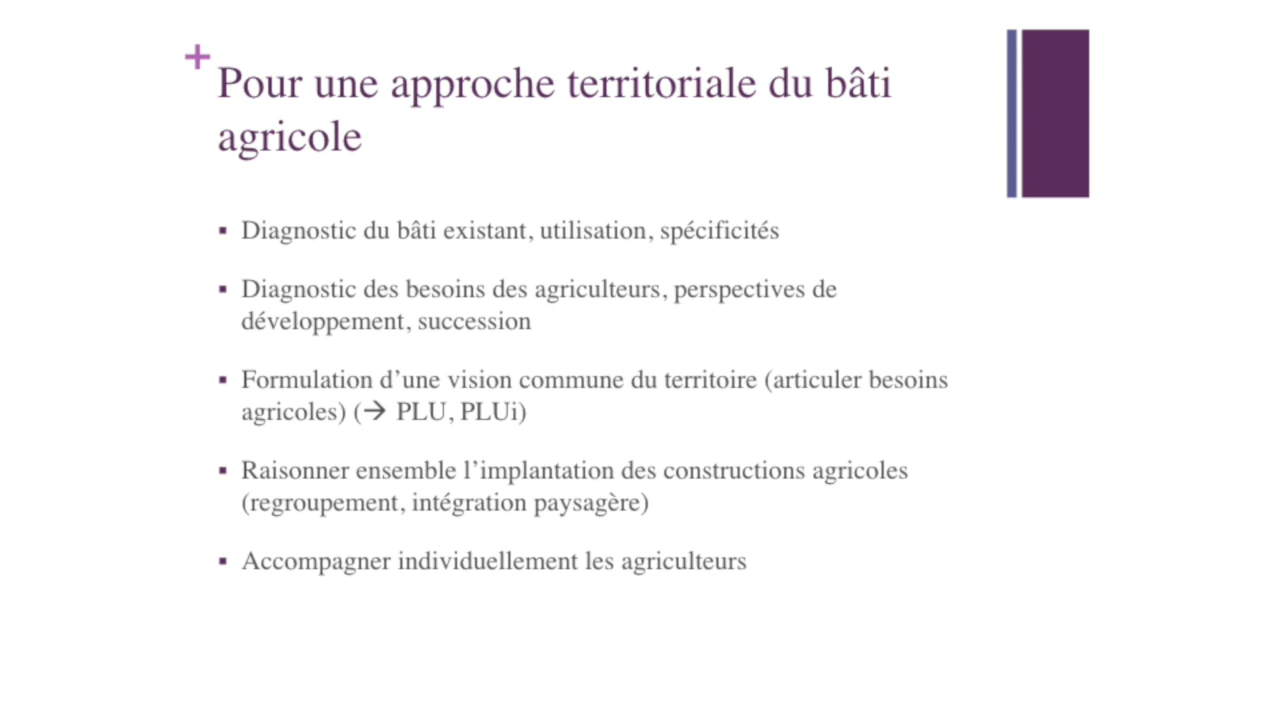 +
Pour une approche territoriale du bâti
agricole
▪ Diagnostic du bâti existant, utilisation, spécificités
▪ Diagnostic des besoins des agriculteurs, perspectives de
développement, succession
▪ Formulation d’une vision commune du territoire (articuler besoins
agricoles) (→ PLU, PLUi)
▪ Raisonner ensemble l’implantation des constructions agricoles
(regroupement, intégration paysagère)
▪ Accompagner individuellement les agriculteurs